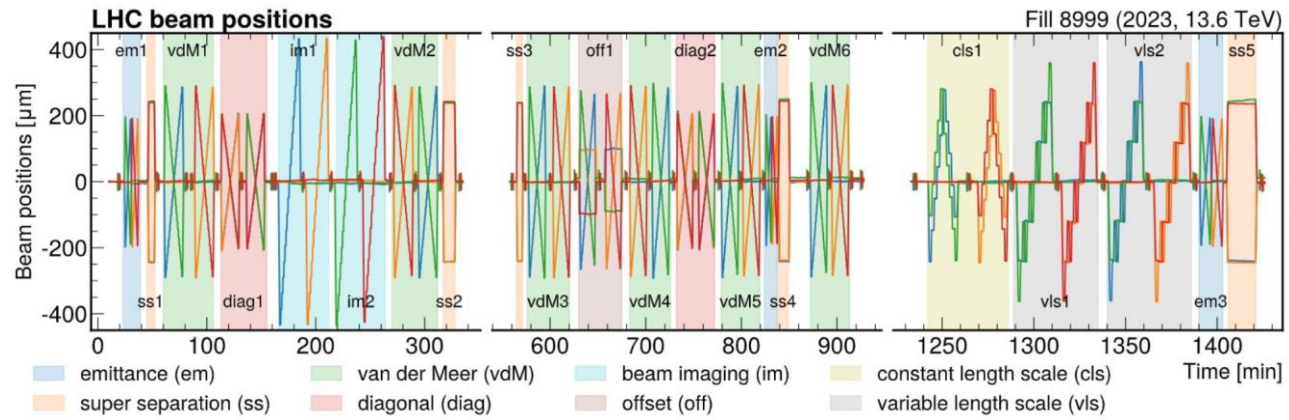 LHC beam positions Fill 8999 (2023, 13.6 TeV)
Beam positions [µm]
400
200
0
-200
-400
em1 vdM1 im1 vdM2 ss3 off1 diag2 em2 vdM6 cls1 vls2 ss5
ss1 diag1 im2 ss2 vdM3 vdM4 vdM5 ss4 vls1 em3
0 100 200 300 600 700 800 900 1250 1300 1350 1400
Time [min]
emittance (em) van der Meer (vdM) beam imaging (im) constant length scale (cls)
super separation (ss) diagonal (diag) offset (off) variable length scale (vls)